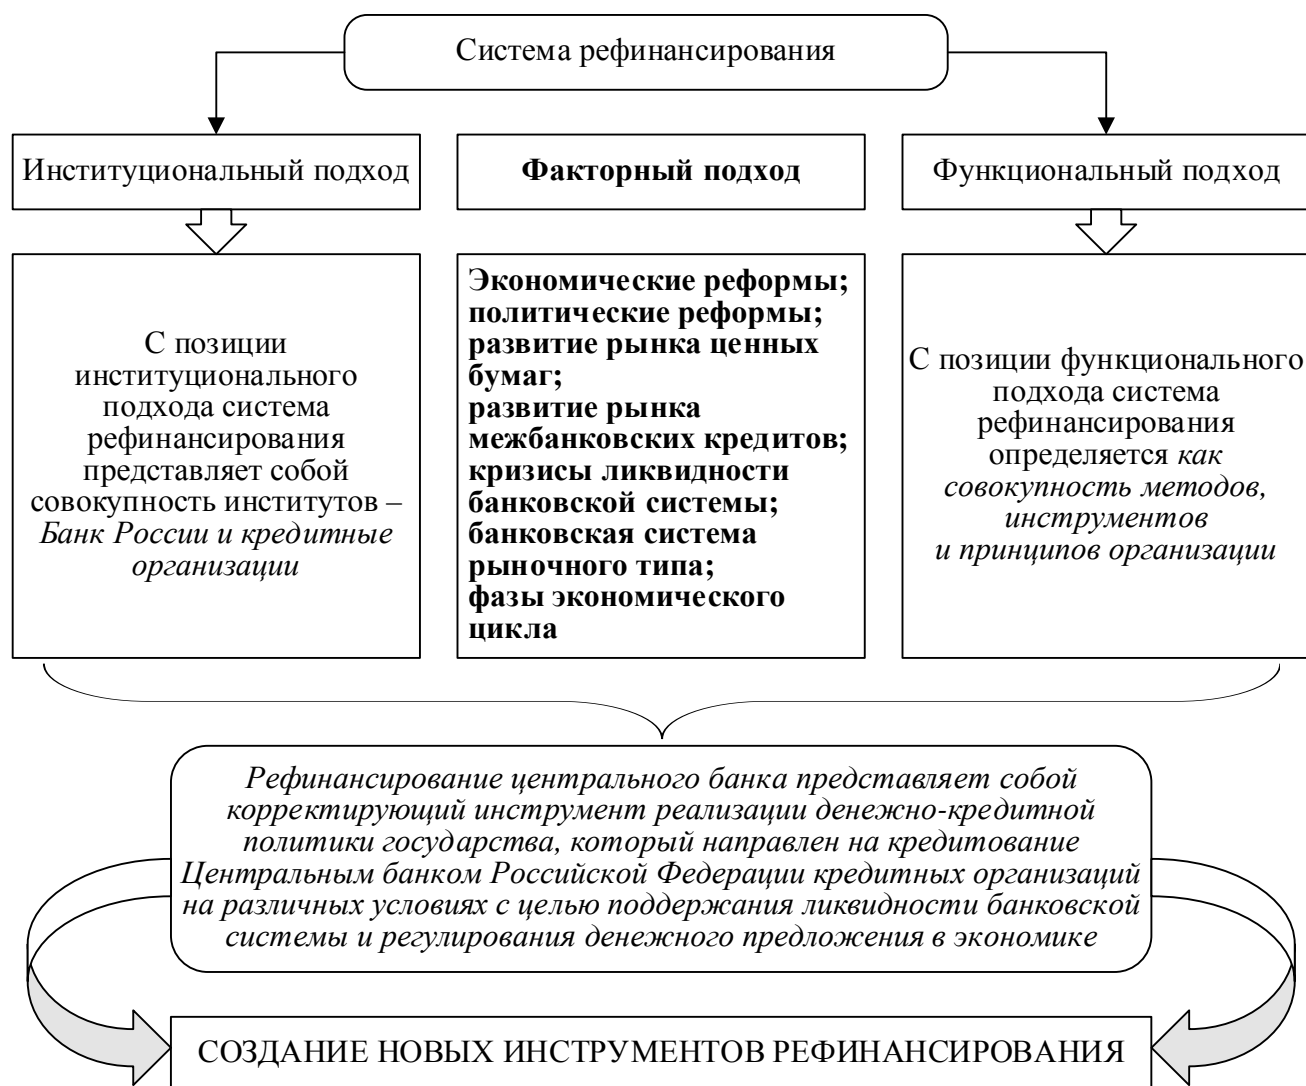 Система рефинансирования
Институциональный подход
Факторный подход
Функциональный подход
С позиции
институционального
подхода система
рефинансирования
представляет собой
совокупность институтов –
Банк России и кредитные
организации
Экономические реформы;
политические реформы;
развитие рынка ценных
бумаг;
развитие рынка
межбанковских кредитов;
кризисы ликвидности
банковской системы;
банковская система
рыночного типа;
фазы экономического
цикла
С позиции функционального
подхода система
рефинансирования
определяется как
совокупность методов,
инструментов
и принципов организации
Рефинансирование центрального банка представляет собой
корректирующий инструмент реализации денежно-кредитной
политики государства, который направлен на кредитование
Центральным банком Российской Федерации кредитных организаций
на различных условиях с целью поддержания ликвидности банковской
системы и регулирования денежного предложения в экономике
СОЗДАНИЕ НОВЫХ ИНСТРУМЕНТОВ РЕФИНАНСИРОВАНИЯ